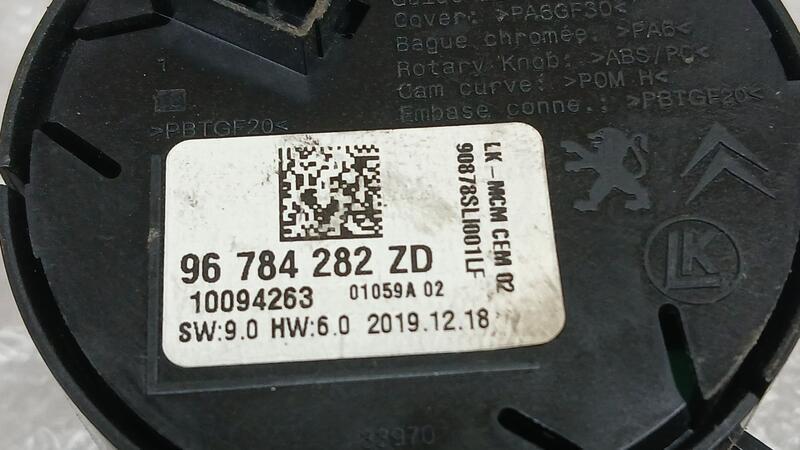 Cover: >PA6GF30<
Bague chromée: >PA6<
Rotary Knob: >ABS/PC<
Cam curve: >POM H<
Embase conne.: >PBTGF20<
1
>PBTGF20<
LK - MCM CEM 02
90878SLI001LF
96 784 282 ZD
10094263 01059A 02
SW:9.0 HW:6.0 2019.12.18
LK
33970